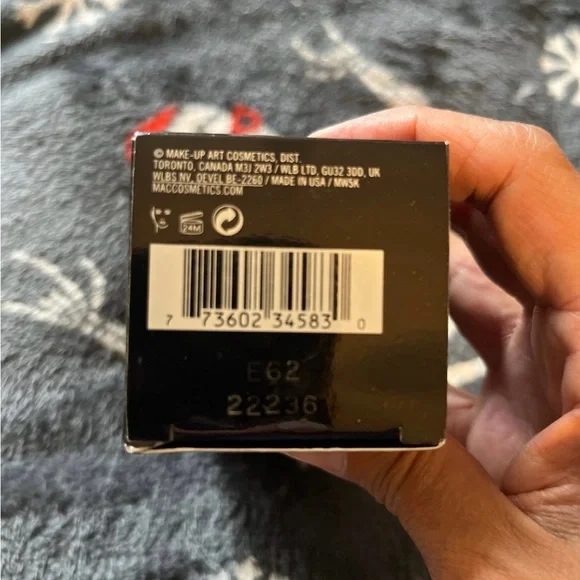 © MAKE-UP ART COSMETICS, DIST.
TORONTO, CANADA M3J 2W3 / WLB LTD, GU32 3DD, UK
WLBS NV, DEVEL BE-2260 / MADE IN USA / MW5K
MACCOSMETICS.COM
24M
7 73602 34583 0
E62
22236